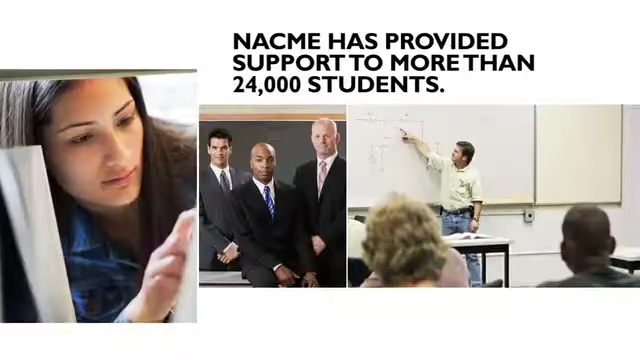 NACME HAS PROVIDED
SUPPORT TO MORE THAN
24,000 STUDENTS.